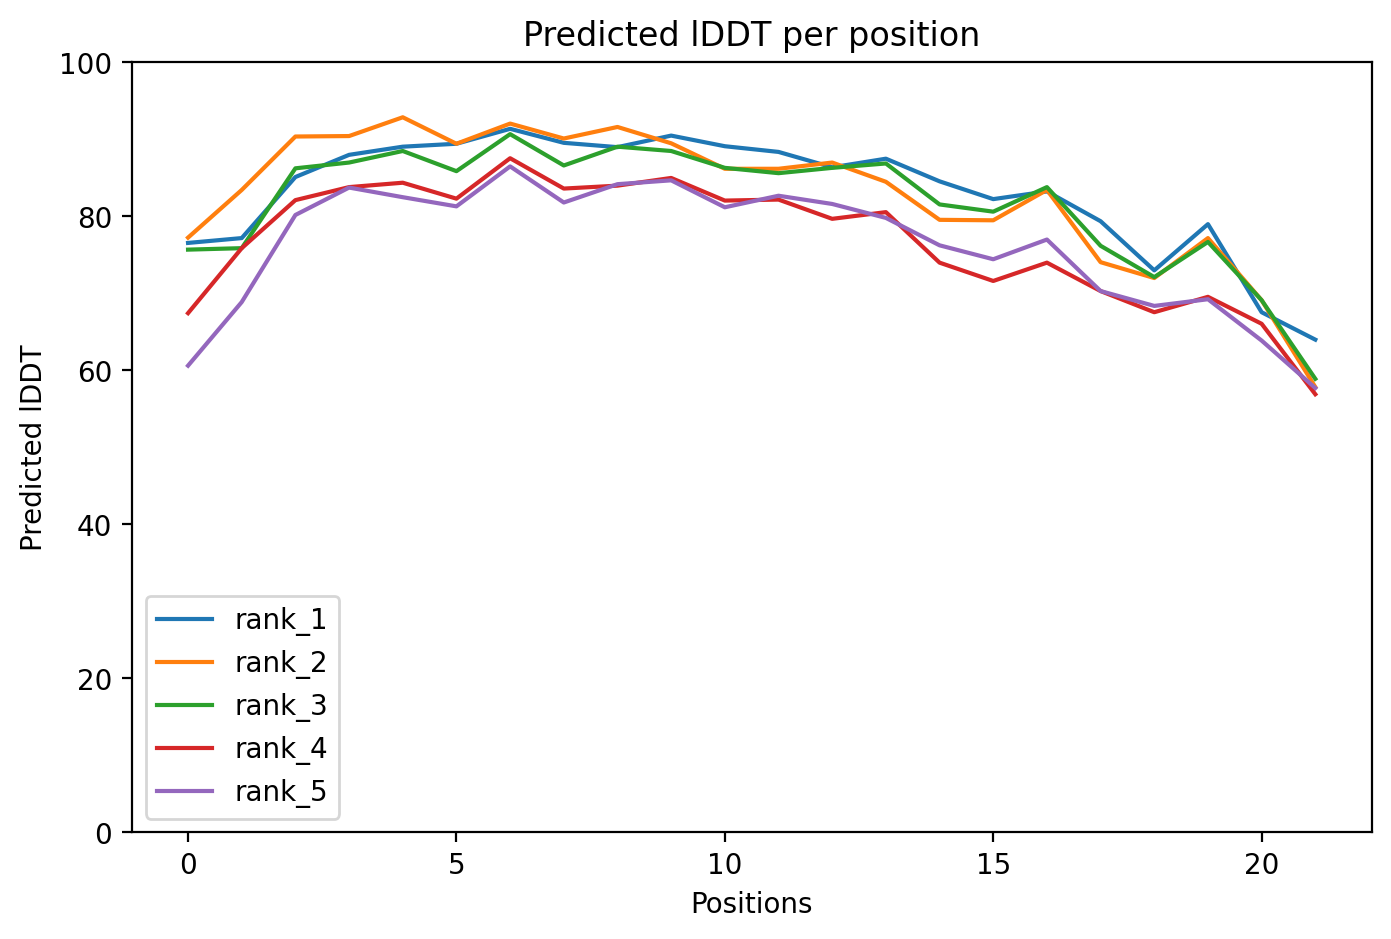 Predicted lDDT per position
100
80
60
40
20
0
Predicted lDDT
rank_1
rank_2
rank_3
rank_4
rank_5
0 5 10 15 20
Positions